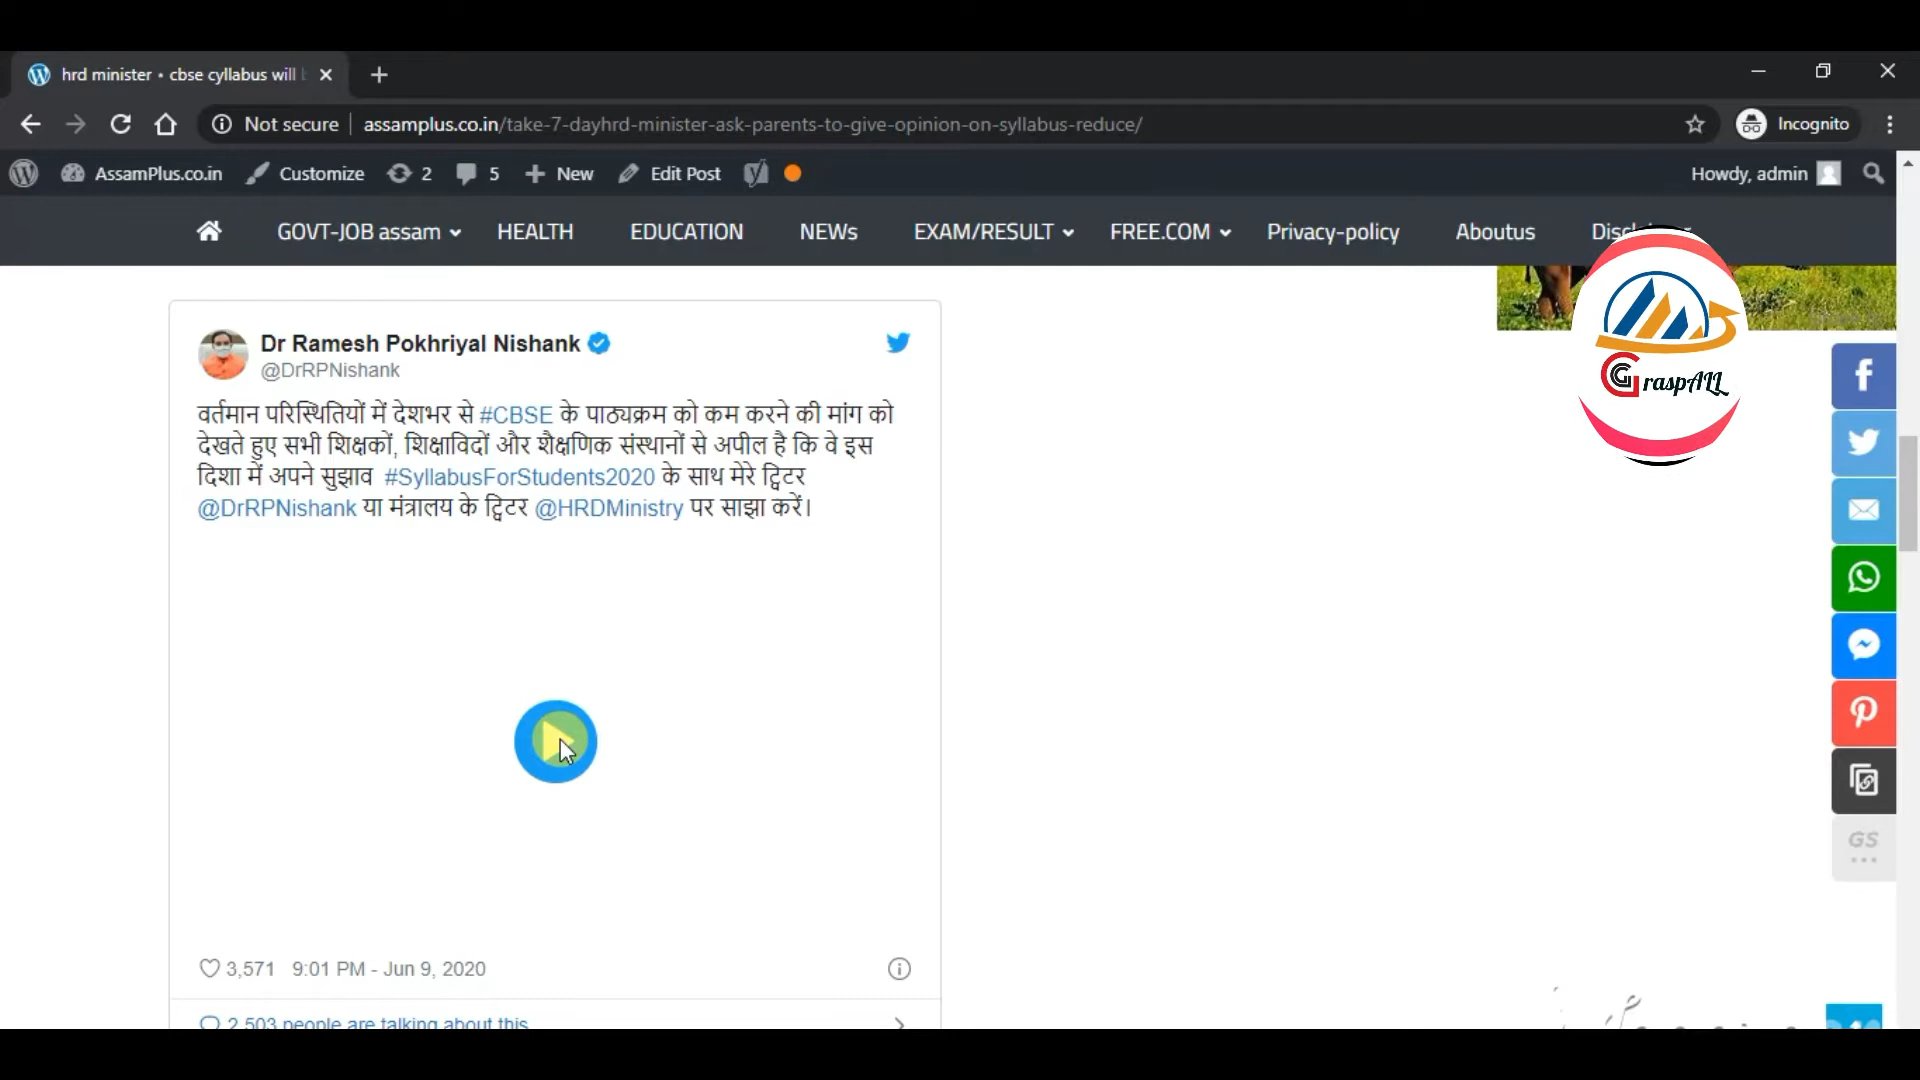 hrd minister • cbse cyllabus will
Not secure assamplus.co.in/take-7-dayhrd-minister-ask-parents-to-give-opinion-on-syllabus-reduce/ Incognito
AssamPlus.co.in Customize 2 5 New Edit Post Howdy, admin
GOVT-JOB assam HEALTH EDUCATION NEWs EXAM/RESULT FREE.COM Privacy-policy Aboutus
GraspALL
Dr Ramesh Pokhriyal Nishank
@DrRPNishank
वर्तमान परिस्थितियों में देशभर से #CBSE के पाठ्यक्रम को कम करने की मांग को
देखते हुए सभी शिक्षकों, शिक्षाविदों और शैक्षणिक संस्थानों से अपील है कि वे इस
दिशा में अपने सुझाव #SyllabusForStudents2020 के साथ मेरे ट्विटर
@DrRPNishank या मंत्रालय के ट्विटर @HRDMinistry पर साझा करें।
GS
3,571 9:01 PM - Jun 9, 2020
2,503 people are talking about this